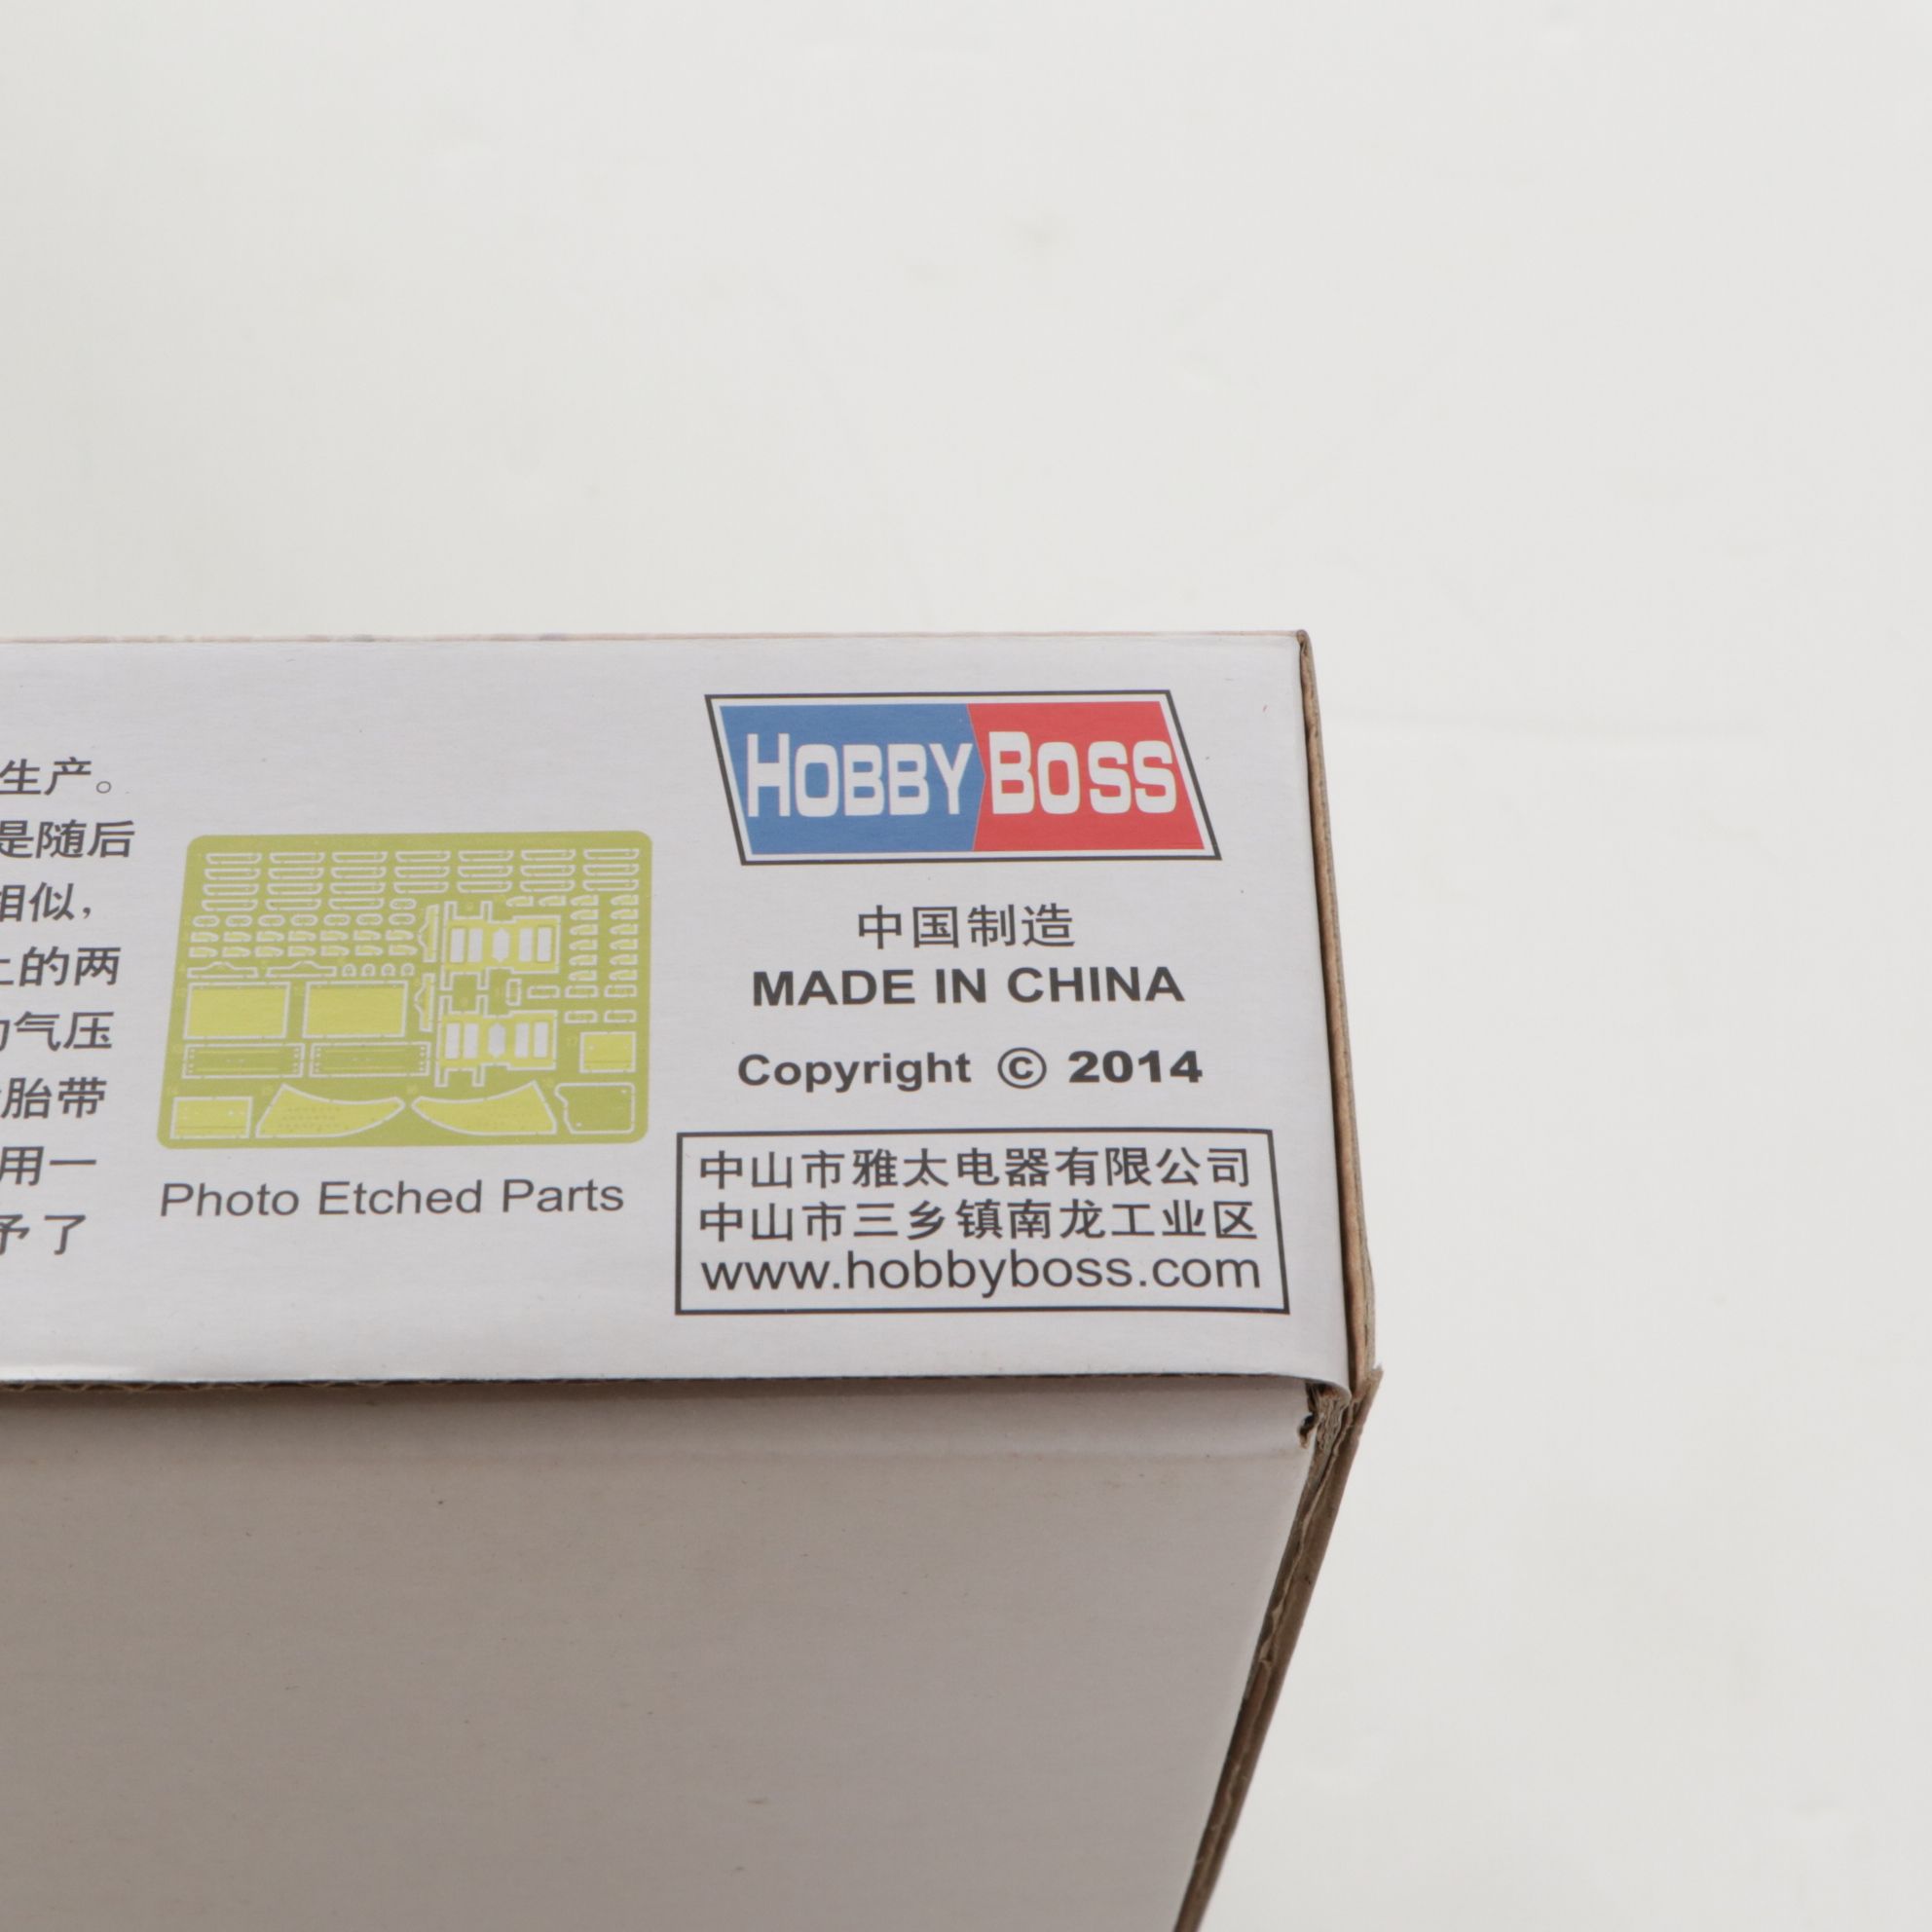 生产。
是随后
相似，
上的两
气压
胎带
用一
予了
Photo Etched Parts
HOBBY BOSS
中国制造
MADE IN CHINA
Copyright © 2014
中山市雅太电器有限公司
中山市三乡镇南龙工业区
www.hobbyboss.com